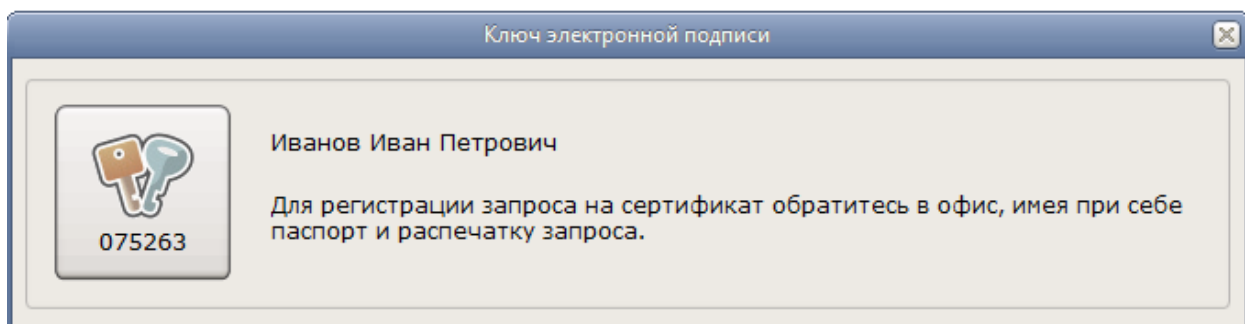 Ключ электронной подписи
Иванов Иван Петрович
Для регистрации запроса на сертификат обратитесь в офис, имея при себе
паспорт и распечатку запроса.
075263